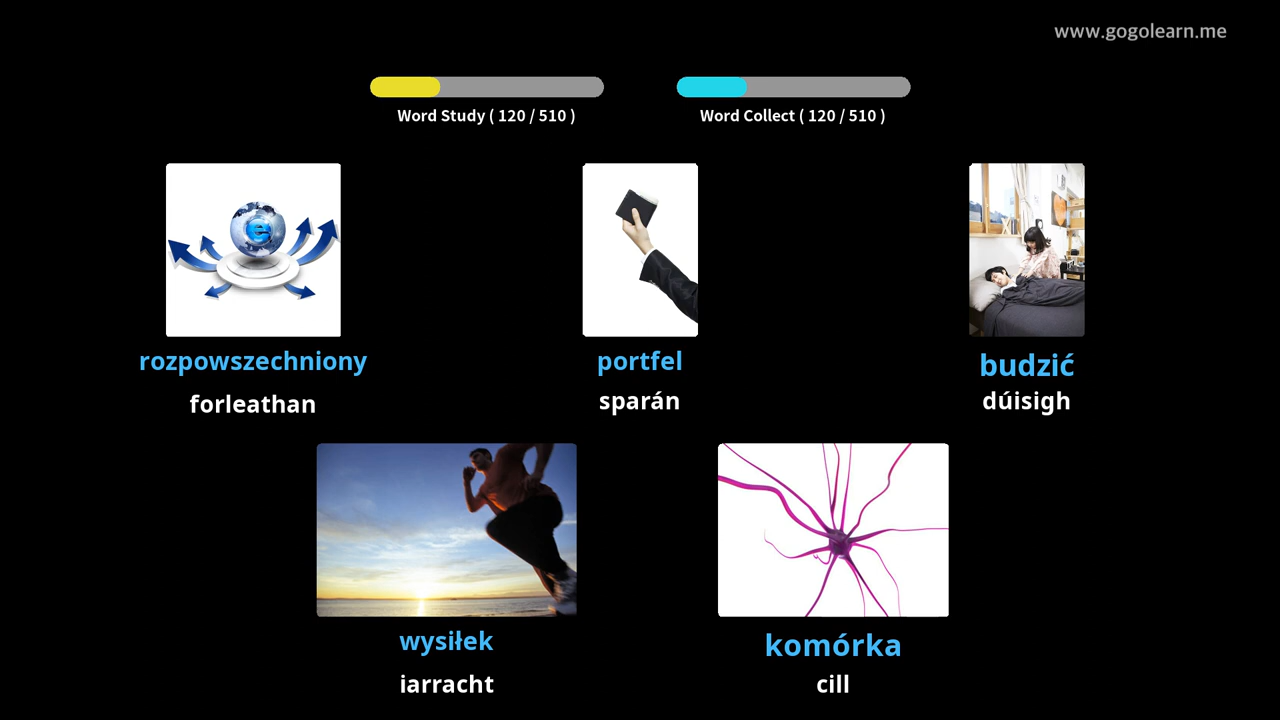 www.gogolearn.me
Word Study ( 120 / 510 )
Word Collect ( 120 / 510 )
rozpowszechniony
forleathan
portfel
sparán
budzić
dúisigh
wysiłek
iarracht
komórka
cill